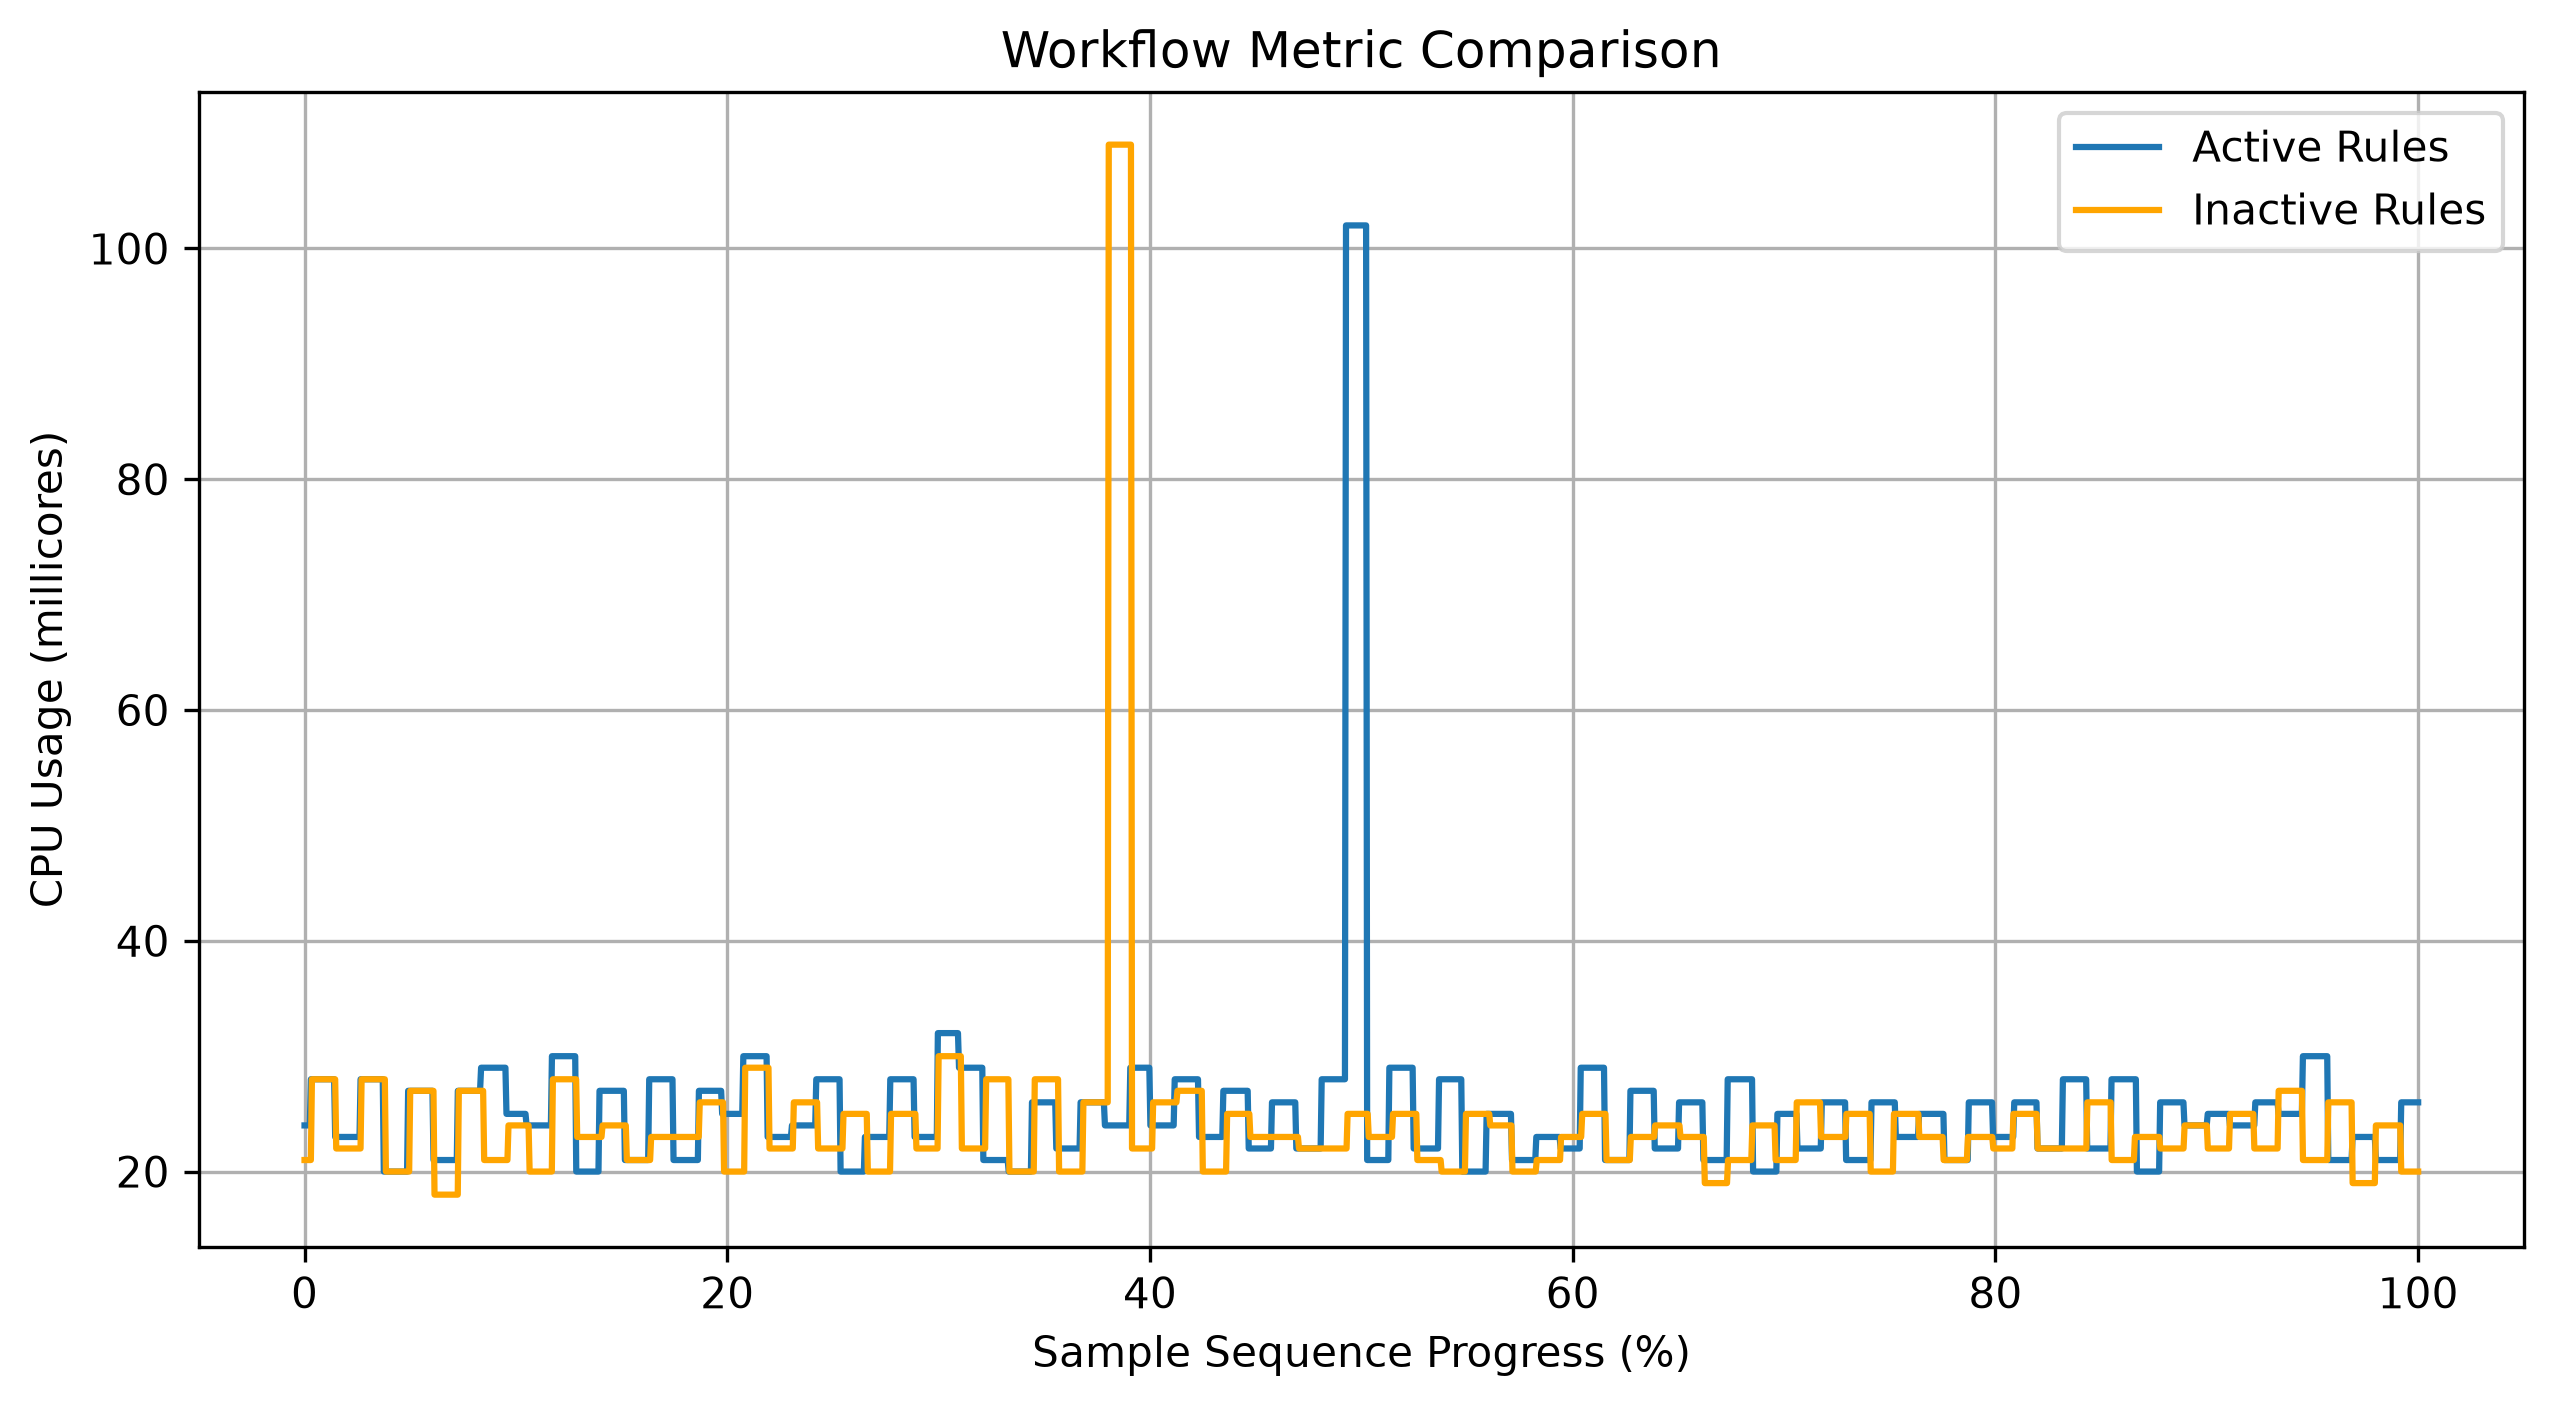 Workflow Metric Comparison
Active Rules
Inactive Rules
CPU Usage (millicores)
100
80
60
40
20
0 20 40 60 80 100
Sample Sequence Progress (%)